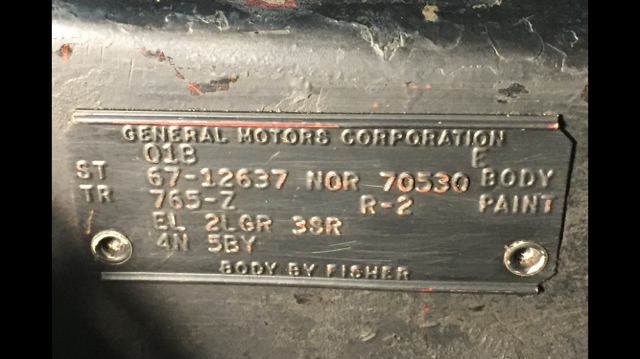 GENERAL MOTORS CORPORATION
01B E
ST 67-12637 NOR 70530 BODY
TR 765-Z R-2 PAINT
EL 2LGR 3SR
4N 5BY
BODY BY FISHER